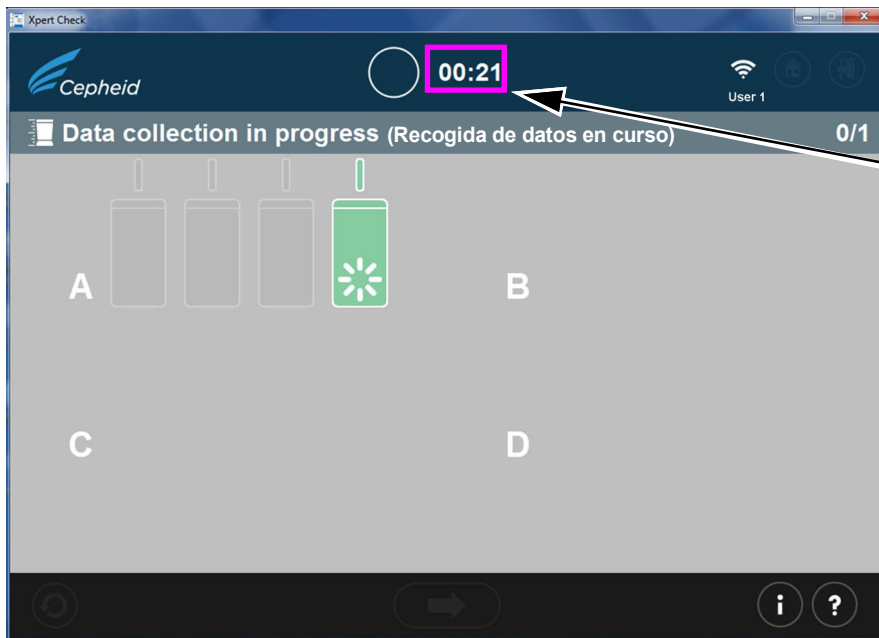 Xpert Check
Cepheid
00:21
User 1
Data collection in progress (Recogida de datos en curso)
0/1
A
B
C
D
i
?